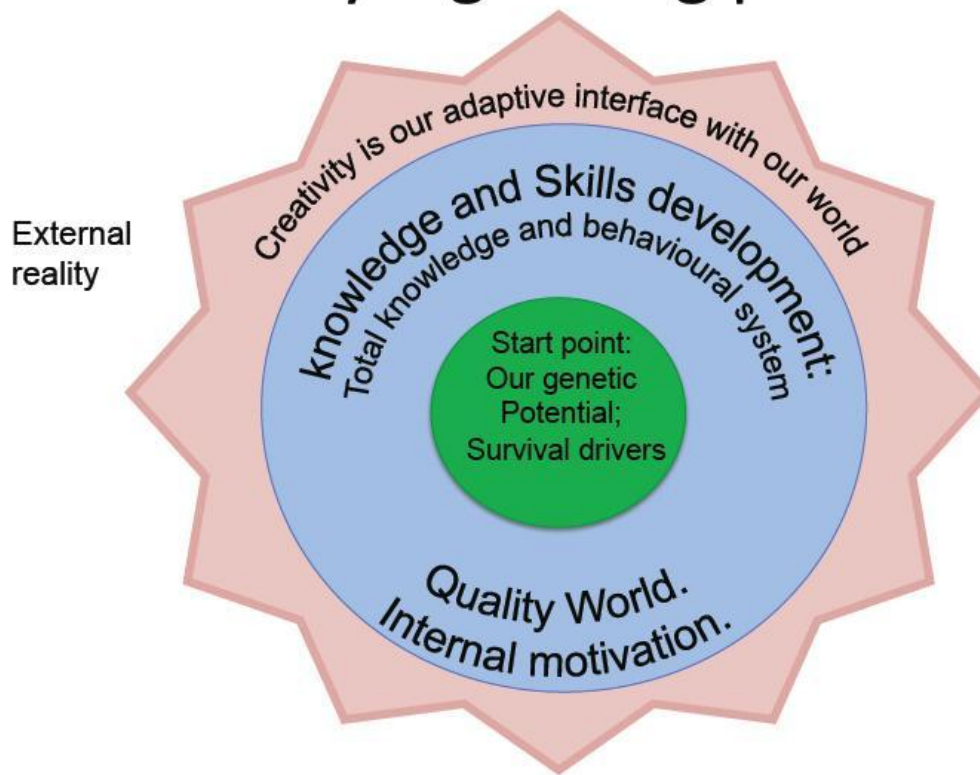 Creativity is our adaptive interface with our world
External
reality
knowledge and Skills development:
Total knowledge and behavioural system
Start point:
Our genetic
Potential;
Survival drivers
Quality World.
Internal motivation.